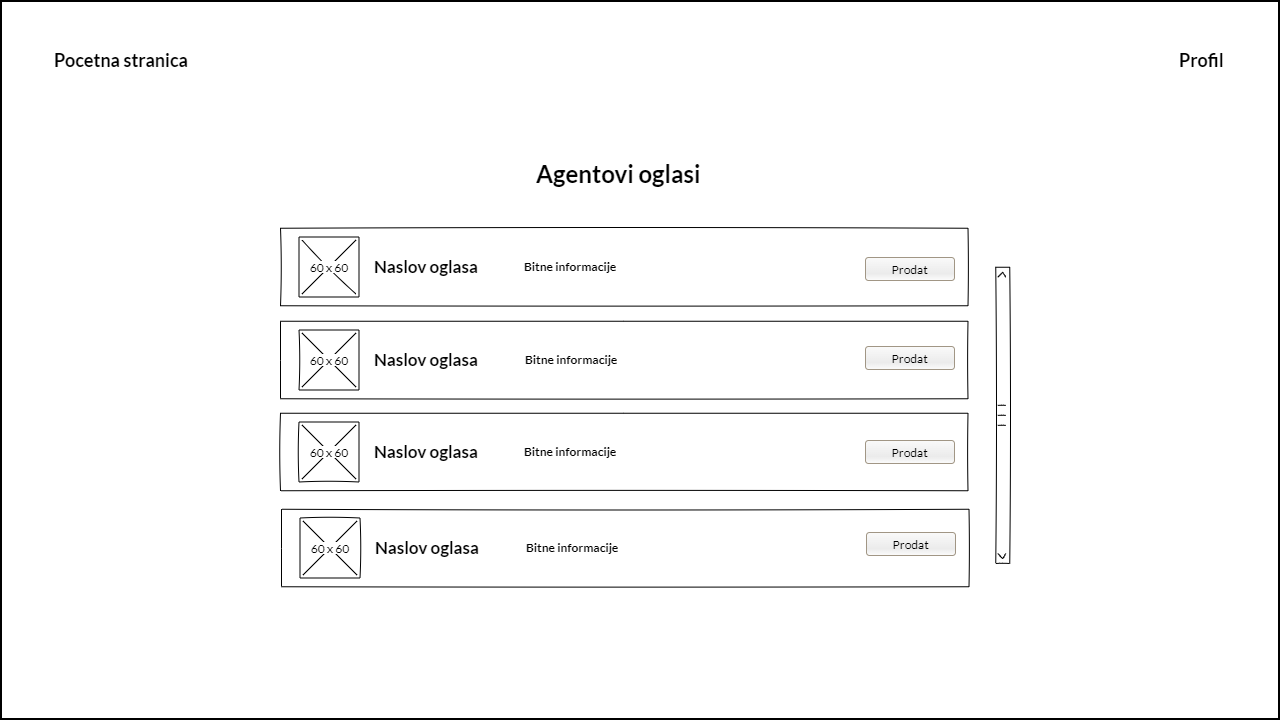 Pocetna stranica
Profil
Agentovi oglasi
60 x 60
Naslov oglasa
Bitne informacije
Prodat
60 x 60
Naslov oglasa
Bitne informacije
Prodat
60 x 60
Naslov oglasa
Bitne informacije
Prodat
60 x 60
Naslov oglasa
Bitne informacije
Prodat